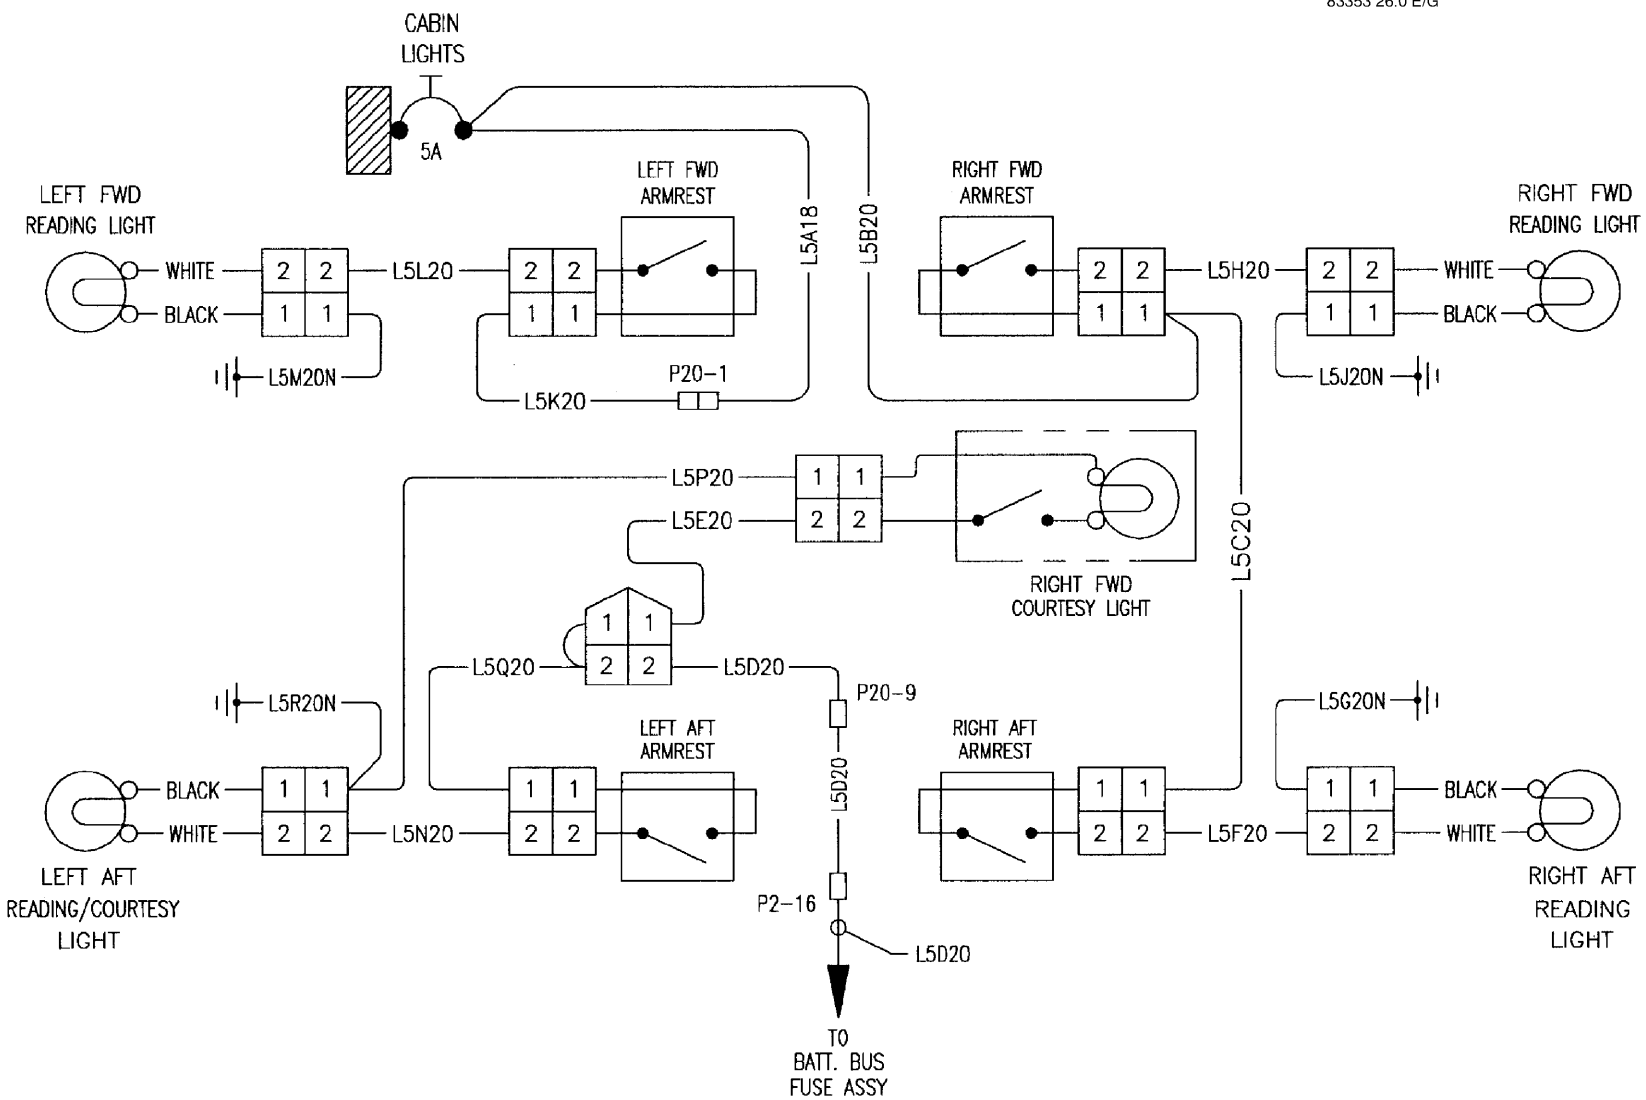 83353 26.0 E/G
CABIN
LIGHTS
5A
LEFT FWD
READING LIGHT
LEFT FWD
ARMREST
RIGHT FWD
ARMREST
RIGHT FWD
READING LIGHT
L5A18
L5B20
WHITE 2 2 L5L20 2 2
BLACK 1 1 1 1
2 2 L5H20 2 2 WHITE
1 1 1 1 BLACK
L5M20N
P20-1
L5K20
L5J20N
L5P20 1 1
L5E20 2 2
L5C20
RIGHT FWD
COURTESY LIGHT
1 1
L5Q20 2 2 L5D20
P20-9
L5R20N
L5G20N
LEFT AFT
ARMREST
RIGHT AFT
ARMREST
L5D20
BLACK 1 1 1 1
WHITE 2 2 L5N20 2 2
1 1 1 1 BLACK
2 2 L5F20 2 2 WHITE
LEFT AFT
READING/COURTESY
LIGHT
RIGHT AFT
READING
LIGHT
P2-16
L5D20
TO
BATT. BUS
FUSE ASSY